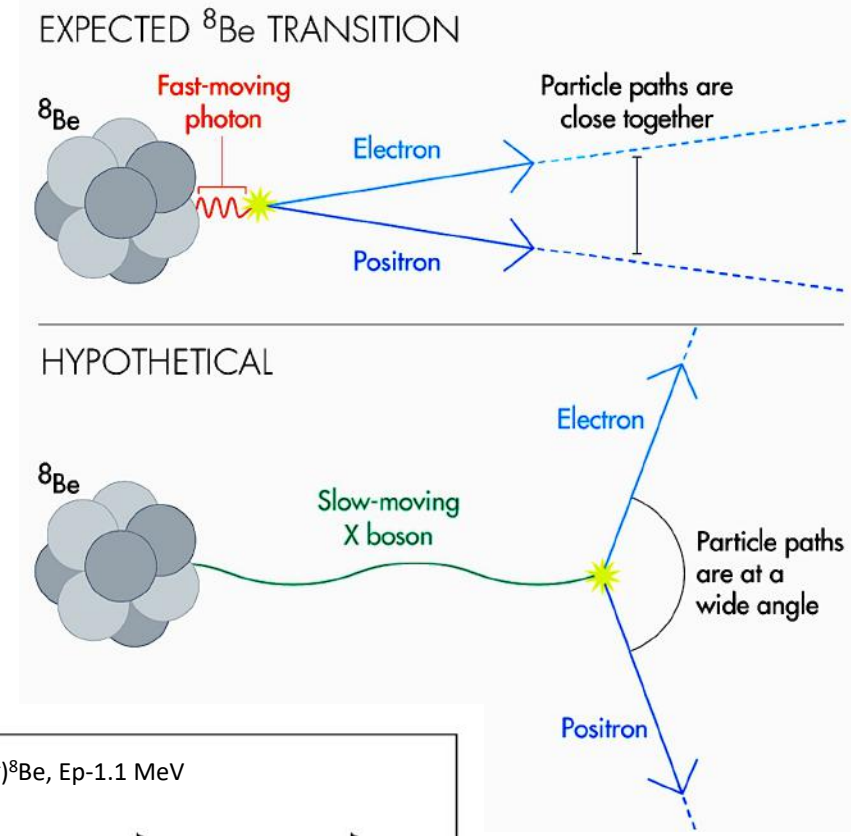 EXPECTED ⁸Be TRANSITION
Fast-moving
photon
Particle paths are
close together
⁸Be
Electron
Positron
HYPOTHETICAL
Electron
⁸Be
Slow-moving
X boson
Particle paths
are at a
wide angle
Positron
)⁸Be, Ep-1.1 MeV